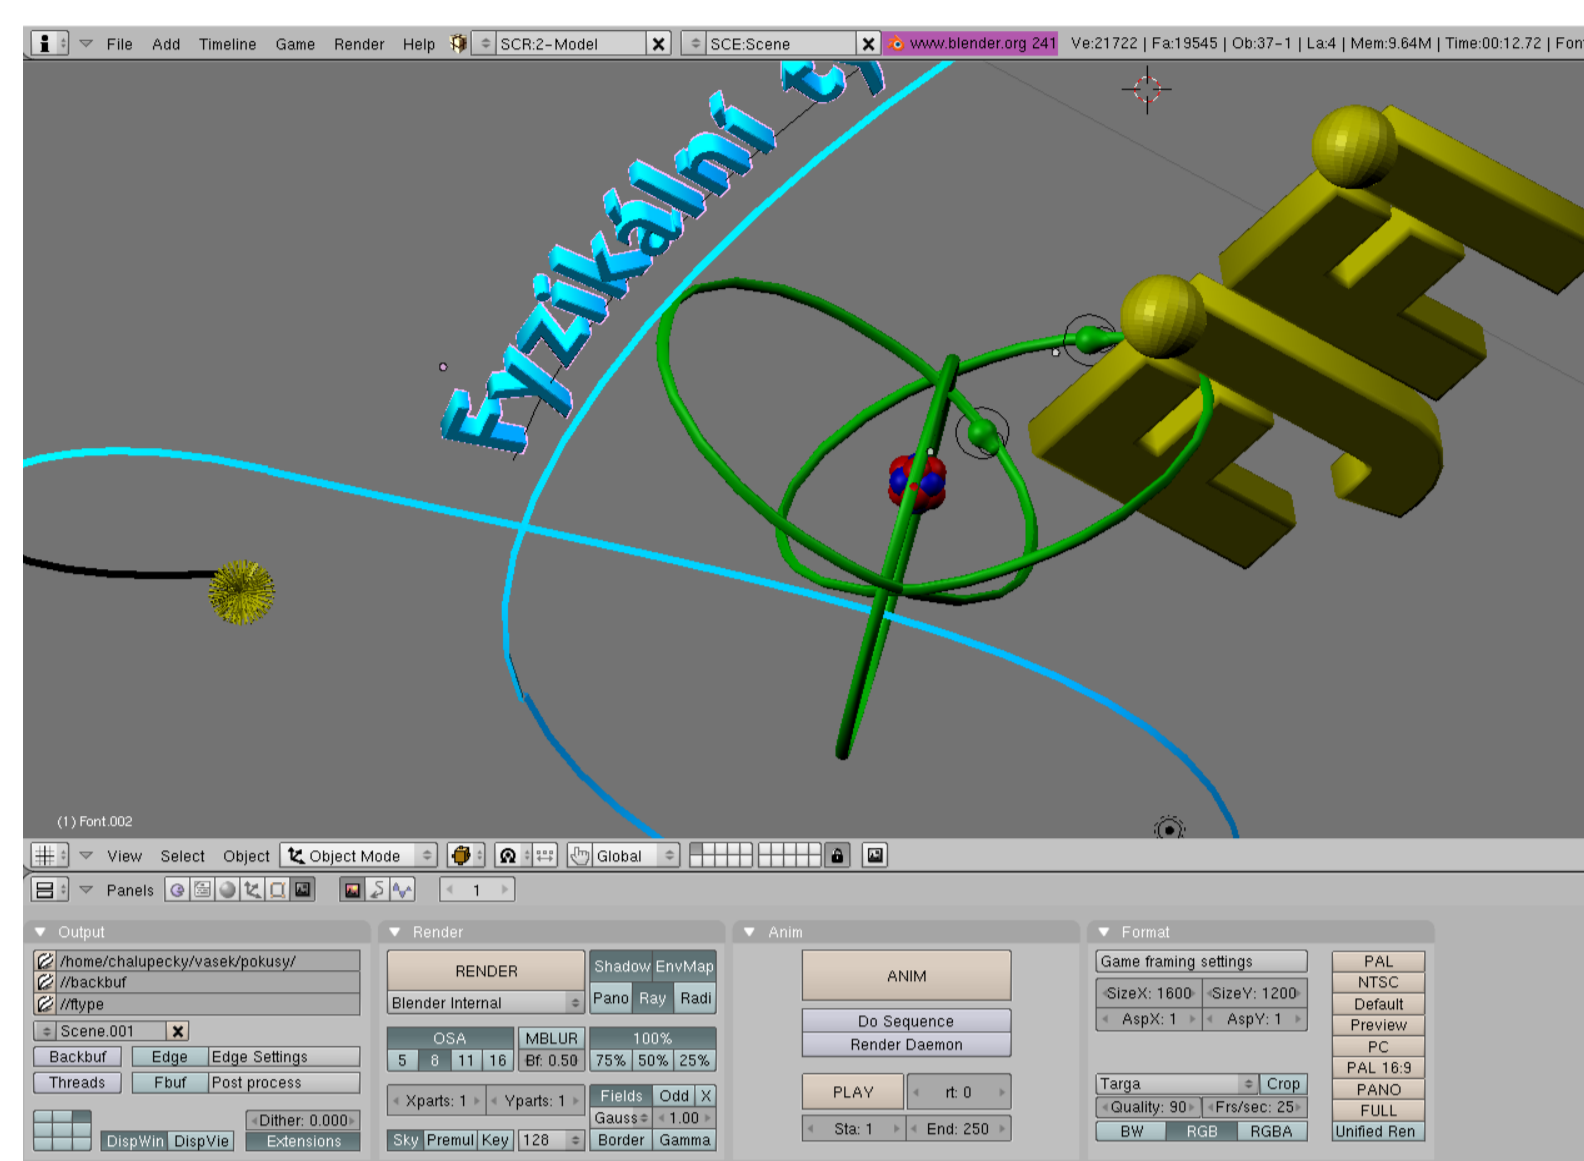 File Add Timeline Game Render Help SCR:2-Model X SCE:Scene X www.blender.org 241 Ve:21722 | Fa:19545 | Ob:37-1 | La:4 | Mem:9.64M | Time:00:12.72 | Fon
Fyzikální
(1) Font.002
View Select Object Object Mode Global
Panels 1
Output Render Anim Format
/home/chalupecky/vasek/pokusy/
//backbuf
//ftype
Scene.001
Backbuf Edge Edge Settings
Threads Fbuf Post process
Dither: 0.000
DispWin DispVie Extensions
RENDER
Blender Internal
Shadow EnvMap
Pano Ray Radi
OSA MBLUR 100%
5 8 11 16 Bf: 0.50 75% 50% 25%
Xparts: 1 Yparts: 1 Fields Odd X
Gauss 1.00
Sky Premul Key 128 Border Gamma
ANIM
Do Sequence
Render Daemon
PLAY rt: 0
Sta: 1 End: 250
Game framing settings
SizeX: 1600 SizeY: 1200
AspX: 1 AspY: 1
Targa Crop
Quality: 90 Frs/sec: 25
BW RGB RGBA
PAL
NTSC
Default
Preview
PC
PAL 16:9
PANO
FULL
Unified Ren